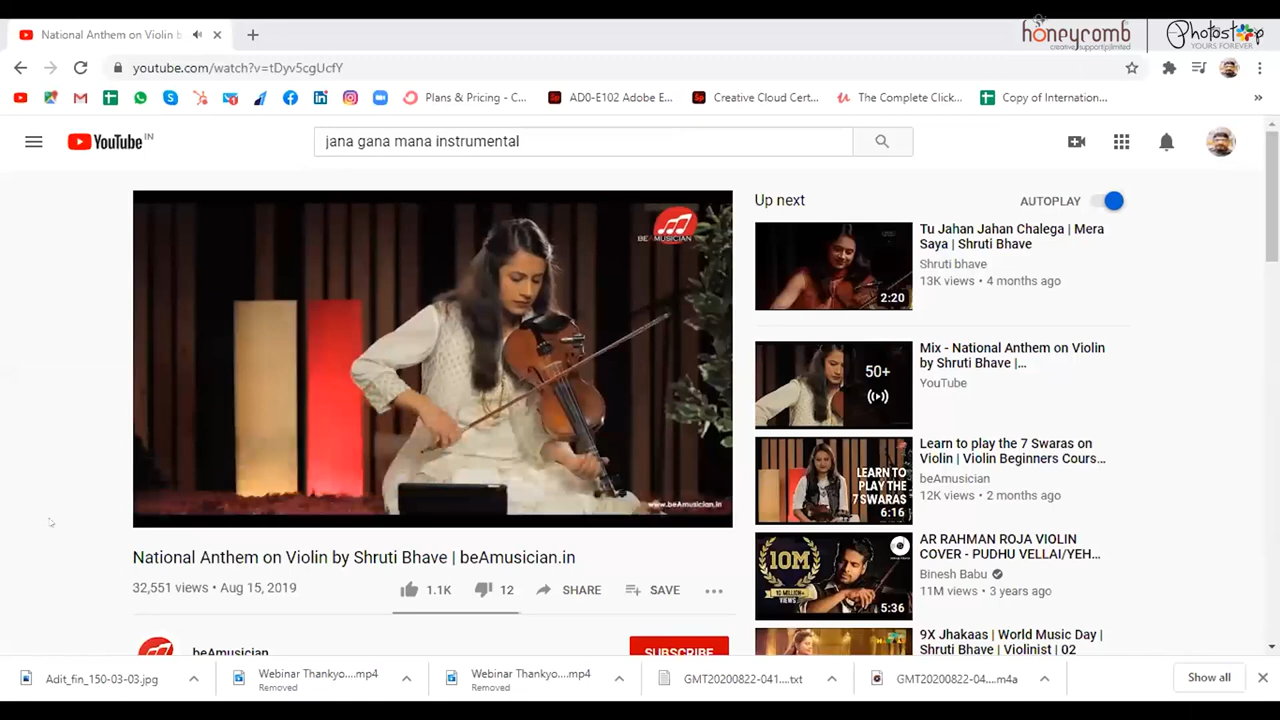 National Anthem on Violin b
honeycomb
creative|support|pilimited
Photostop
YOURS FOREVER
youtube.com/watch?v=tDyv5cgUcfY
Plans & Pricing - C...
AD0-E102 Adobe E...
Creative Cloud Cert...
The Complete Click...
Copy of Internation...
YouTube IN
jana gana mana instrumental
BE A MUSICIAN
www.beAmusician.in
National Anthem on Violin by Shruti Bhave | beAmusician.in
32,551 views • Aug 15, 2019
1.1K
12
SHARE
SAVE
beAmusician
SUBSCRIBE
Up next
AUTOPLAY
Tu Jahan Jahan Chalega | Mera
Saya | Shruti Bhave
Shruti bhave
13K views • 4 months ago
2:20
Mix - National Anthem on Violin
by Shruti Bhave |...
YouTube
50+
Learn to play the 7 Swaras on
Violin | Violin Beginners Cours...
beAmusician
12K views • 2 months ago
LEARN TO
PLAY THE
7 SWARAS
6:16
AR RAHMAN ROJA VIOLIN
COVER - PUDHU VELLAI/YEH...
Binesh Babu
11M views • 3 years ago
10M
5:36
9X Jhakaas | World Music Day |
Shruti Bhave | Violinist | 02
Adit_fin_150-03-03.jpg
Webinar Thankyo....mp4
Removed
Webinar Thankyo....mp4
Removed
GMT20200822-041....txt
GMT20200822-04....m4a
Show all